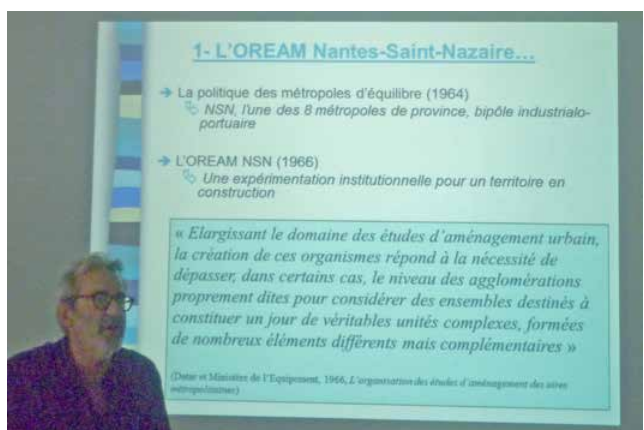 1- L'OREAM Nantes-Saint-Nazaire…
→ La politique des métropoles d'équilibre (1964)
NSN, l'une des 8 métropoles de province, bipôle industrialo-
portuaire
→ L'OREAM NSN (1966)
Une expérimentation institutionnelle pour un territoire en
construction
« Elargissant le domaine des études d'aménagement urbain,
la création de ces organismes répond à la nécessité de
dépasser, dans certains cas, le niveau des agglomérations
proprement dites pour considérer des ensembles destinés à
constituer un jour de véritables unités complexes, formées
de nombreux éléments différents mais complémentaires »
(Datar et Ministère de l'Equipement, 1966, L'organisation des études d'aménagement des aires
métropolitaines)